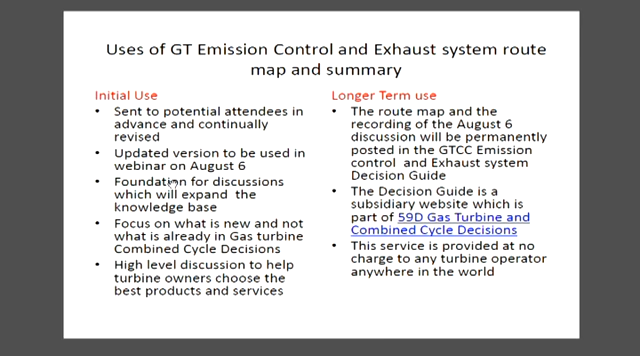 Uses of GT Emission Control and Exhaust system route
map and summary
Initial Use
• Sent to potential attendees in
advance and continually
revised
• Updated version to be used in
webinar on August 6
• Foundation for discussions
which will expand the
knowledge base
• Focus on what is new and not
what is already in Gas turbine
Combined Cycle Decisions
• High level discussion to help
turbine owners choose the
best products and services
Longer Term use
• The route map and the
recording of the August 6
discussion will be permanently
posted in the GTCC Emission
control and Exhaust system
Decision Guide
• The Decision Guide is a
subsidiary website which is
part of 59D Gas Turbine and
Combined Cycle Decisions
• This service is provided at no
charge to any turbine operator
anywhere in the world